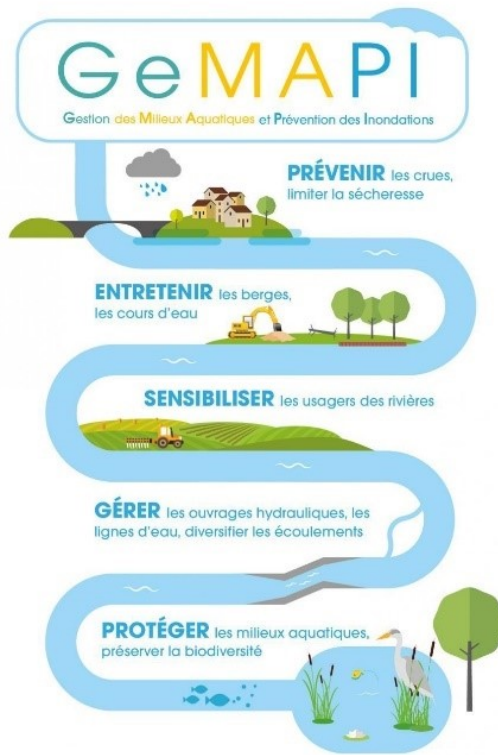 GeMAPI
Gestion des Milieux Aquatiques et Prévention des Inondations
PRÉVENIR les crues,
limiter la sécheresse
ENTRETENIR les berges,
les cours d'eau
SENSIBILISER les usagers des rivières
GÉRER les ouvrages hydrauliques, les
lignes d'eau, diversifier les écoulements
PROTÉGER les milieux aquatiques,
préserver la biodiversité